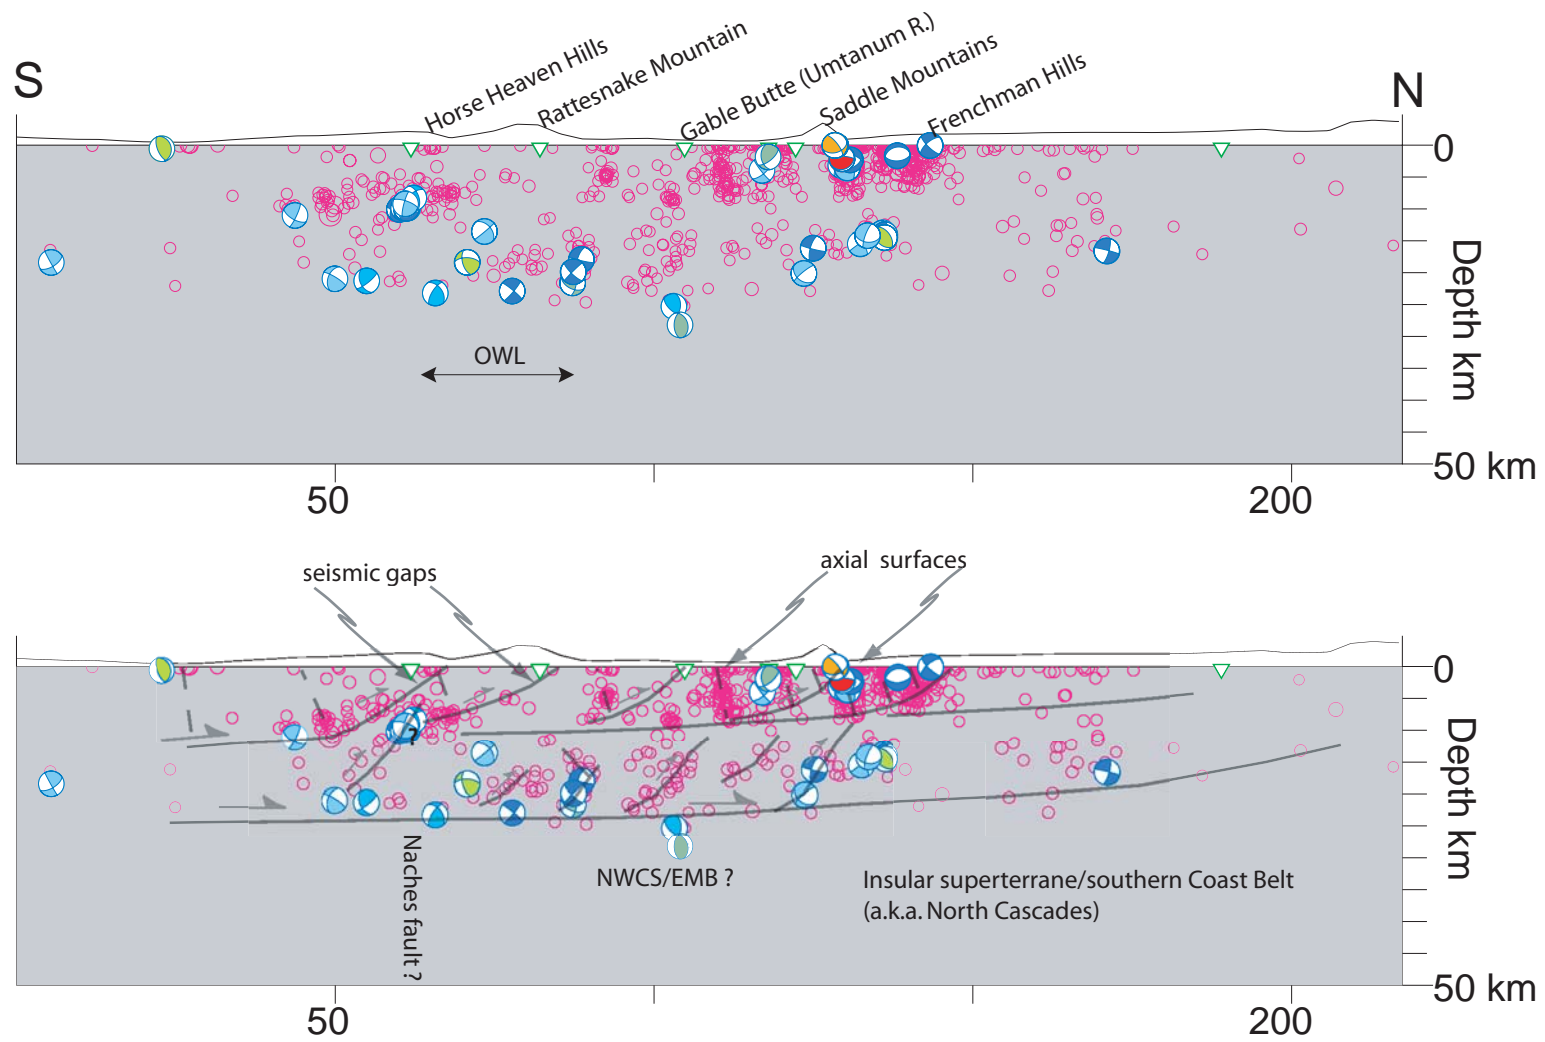 S
Horse Heaven Hills
Rattesnake Mountain
Gable Butte (Umtanum R.)
Saddle Mountains
Frenchman Hills
N
0
Depth km
OWL
50 km
50
200
seismic gaps
axial surfaces
0
?
Depth km
Naches fault ?
NWCS/EMB ?
Insular superterrane/southern Coast Belt
(a.k.a. North Cascades)
50 km
50
200